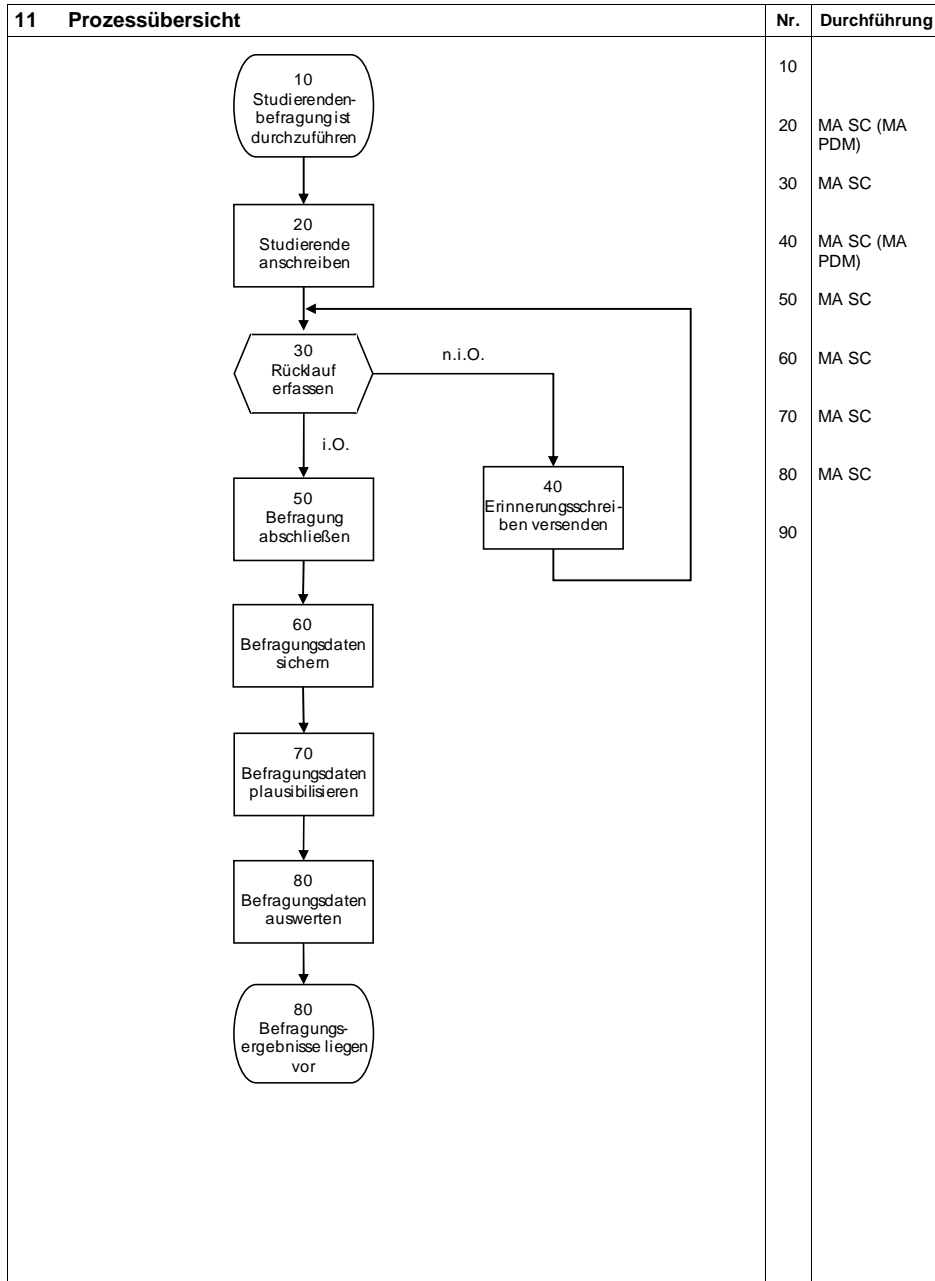 11 Prozessübersicht
Nr.
Durchführung
10
Studierenden-
befragung ist
durchzuführen
20
Studierende
anschreiben
30
Rücklauf
erfassen
n.i.O.
i.O.
40
Erinnerungsschrei-
ben versenden
50
Befragung
abschließen
60
Befragungsdaten
sichern
70
Befragungsdaten
plausibilisieren
80
Befragungsdaten
auswerten
80
Befragungs-
ergebnisse liegen
vor
10
20 MA SC (MA
PDM)
30 MA SC
40 MA SC (MA
PDM)
50 MA SC
60 MA SC
70 MA SC
80 MA SC
90